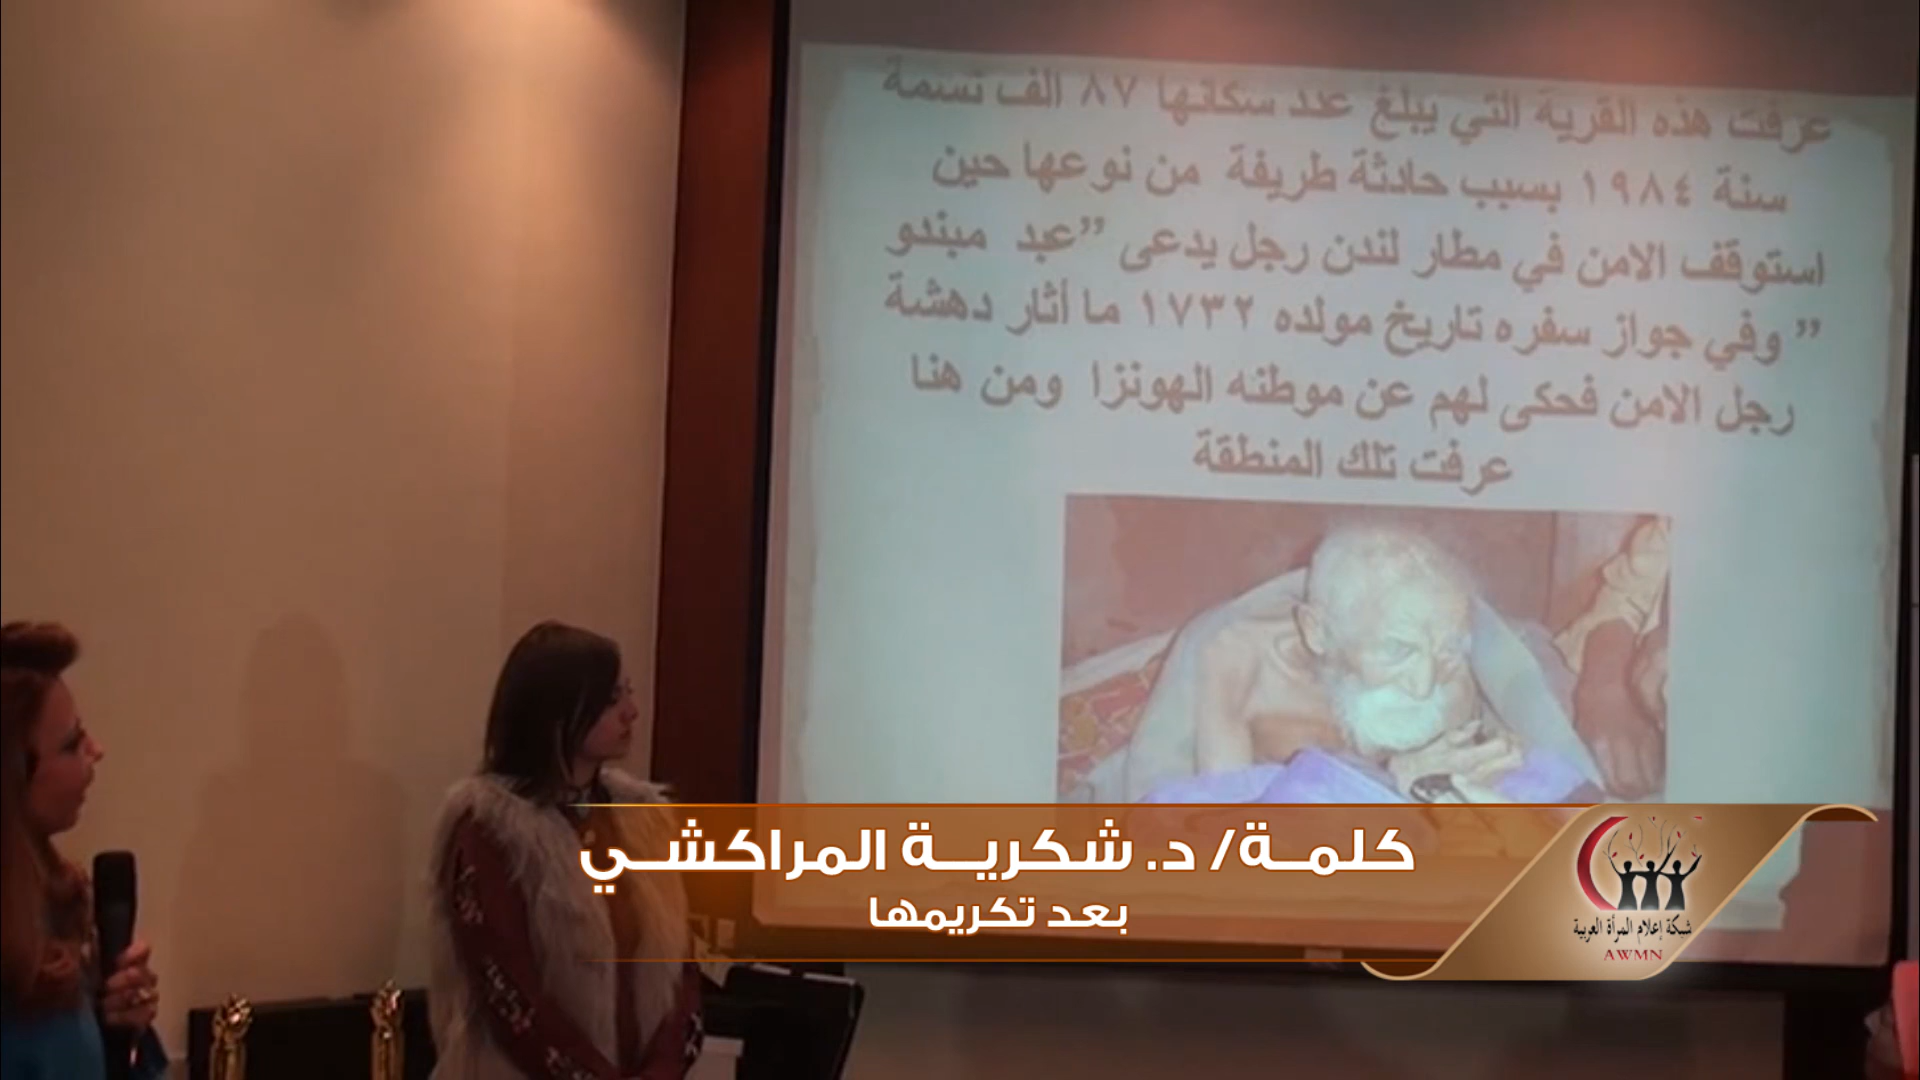 عرفت هذه القرية التي يبلغ عدد سكانها ٨٧ الف نسمة
سنة ١٩٨٤ بسبب حادثة طريفة من نوعها حين
استوقف الامن في مطار لندن رجل يدعى ”عبد مبندو
” وفي جواز سفره تاريخ مولده ١٧٣٢ ما أثار دهشة
رجل الامن فحكى لهم عن موطنه الهونزا ومن هنا
عرفت تلك المنطقة
كلمة/ د. شكرية المراكشي
بعد تكريمها
شبكة إعلام المرأة العربية
AWMN